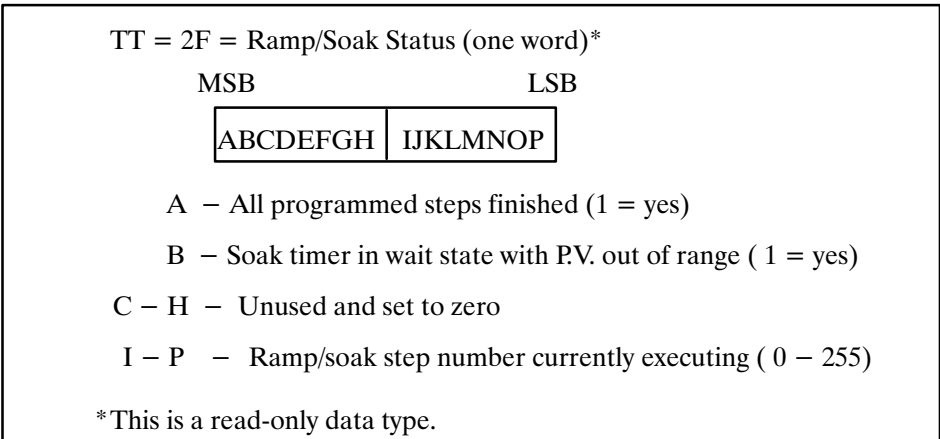 TT = 2F = Ramp/Soak Status (one word)*
MSB LSB
ABCDEFGH IJKLMNOP
A − All programmed steps finished (1 = yes)
B − Soak timer in wait state with P.V. out of range ( 1 = yes)
C − H − Unused and set to zero
I − P − Ramp/soak step number currently executing ( 0 − 255)
*This is a read-only data type.